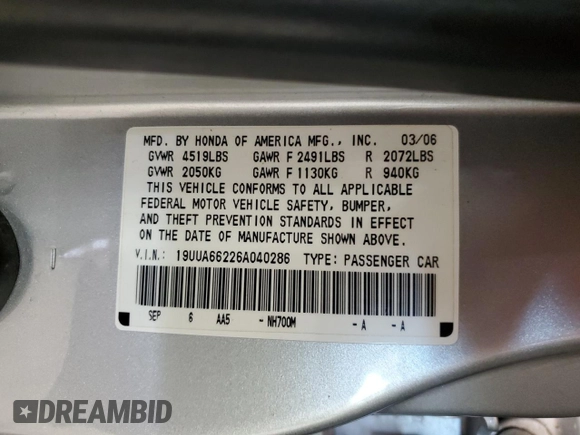 MFD. BY HONDA OF AMERICA MFG., INC. 03/06
GVWR 4519LBS GAWR F 2491LBS R 2072LBS
GVWR 2050KG GAWR F 1130KG R 940KG
THIS VEHICLE CONFORMS TO ALL APPLICABLE
FEDERAL MOTOR VEHICLE SAFETY, BUMPER,
AND THEFT PREVENTION STANDARDS IN EFFECT
ON THE DATE OF MANUFACTURE SHOWN ABOVE.
V.I.N.: 19UUA66226A040286 TYPE: PASSENGER CAR
SEP 6 AA5 - NH700M - A - A
DREAMBID